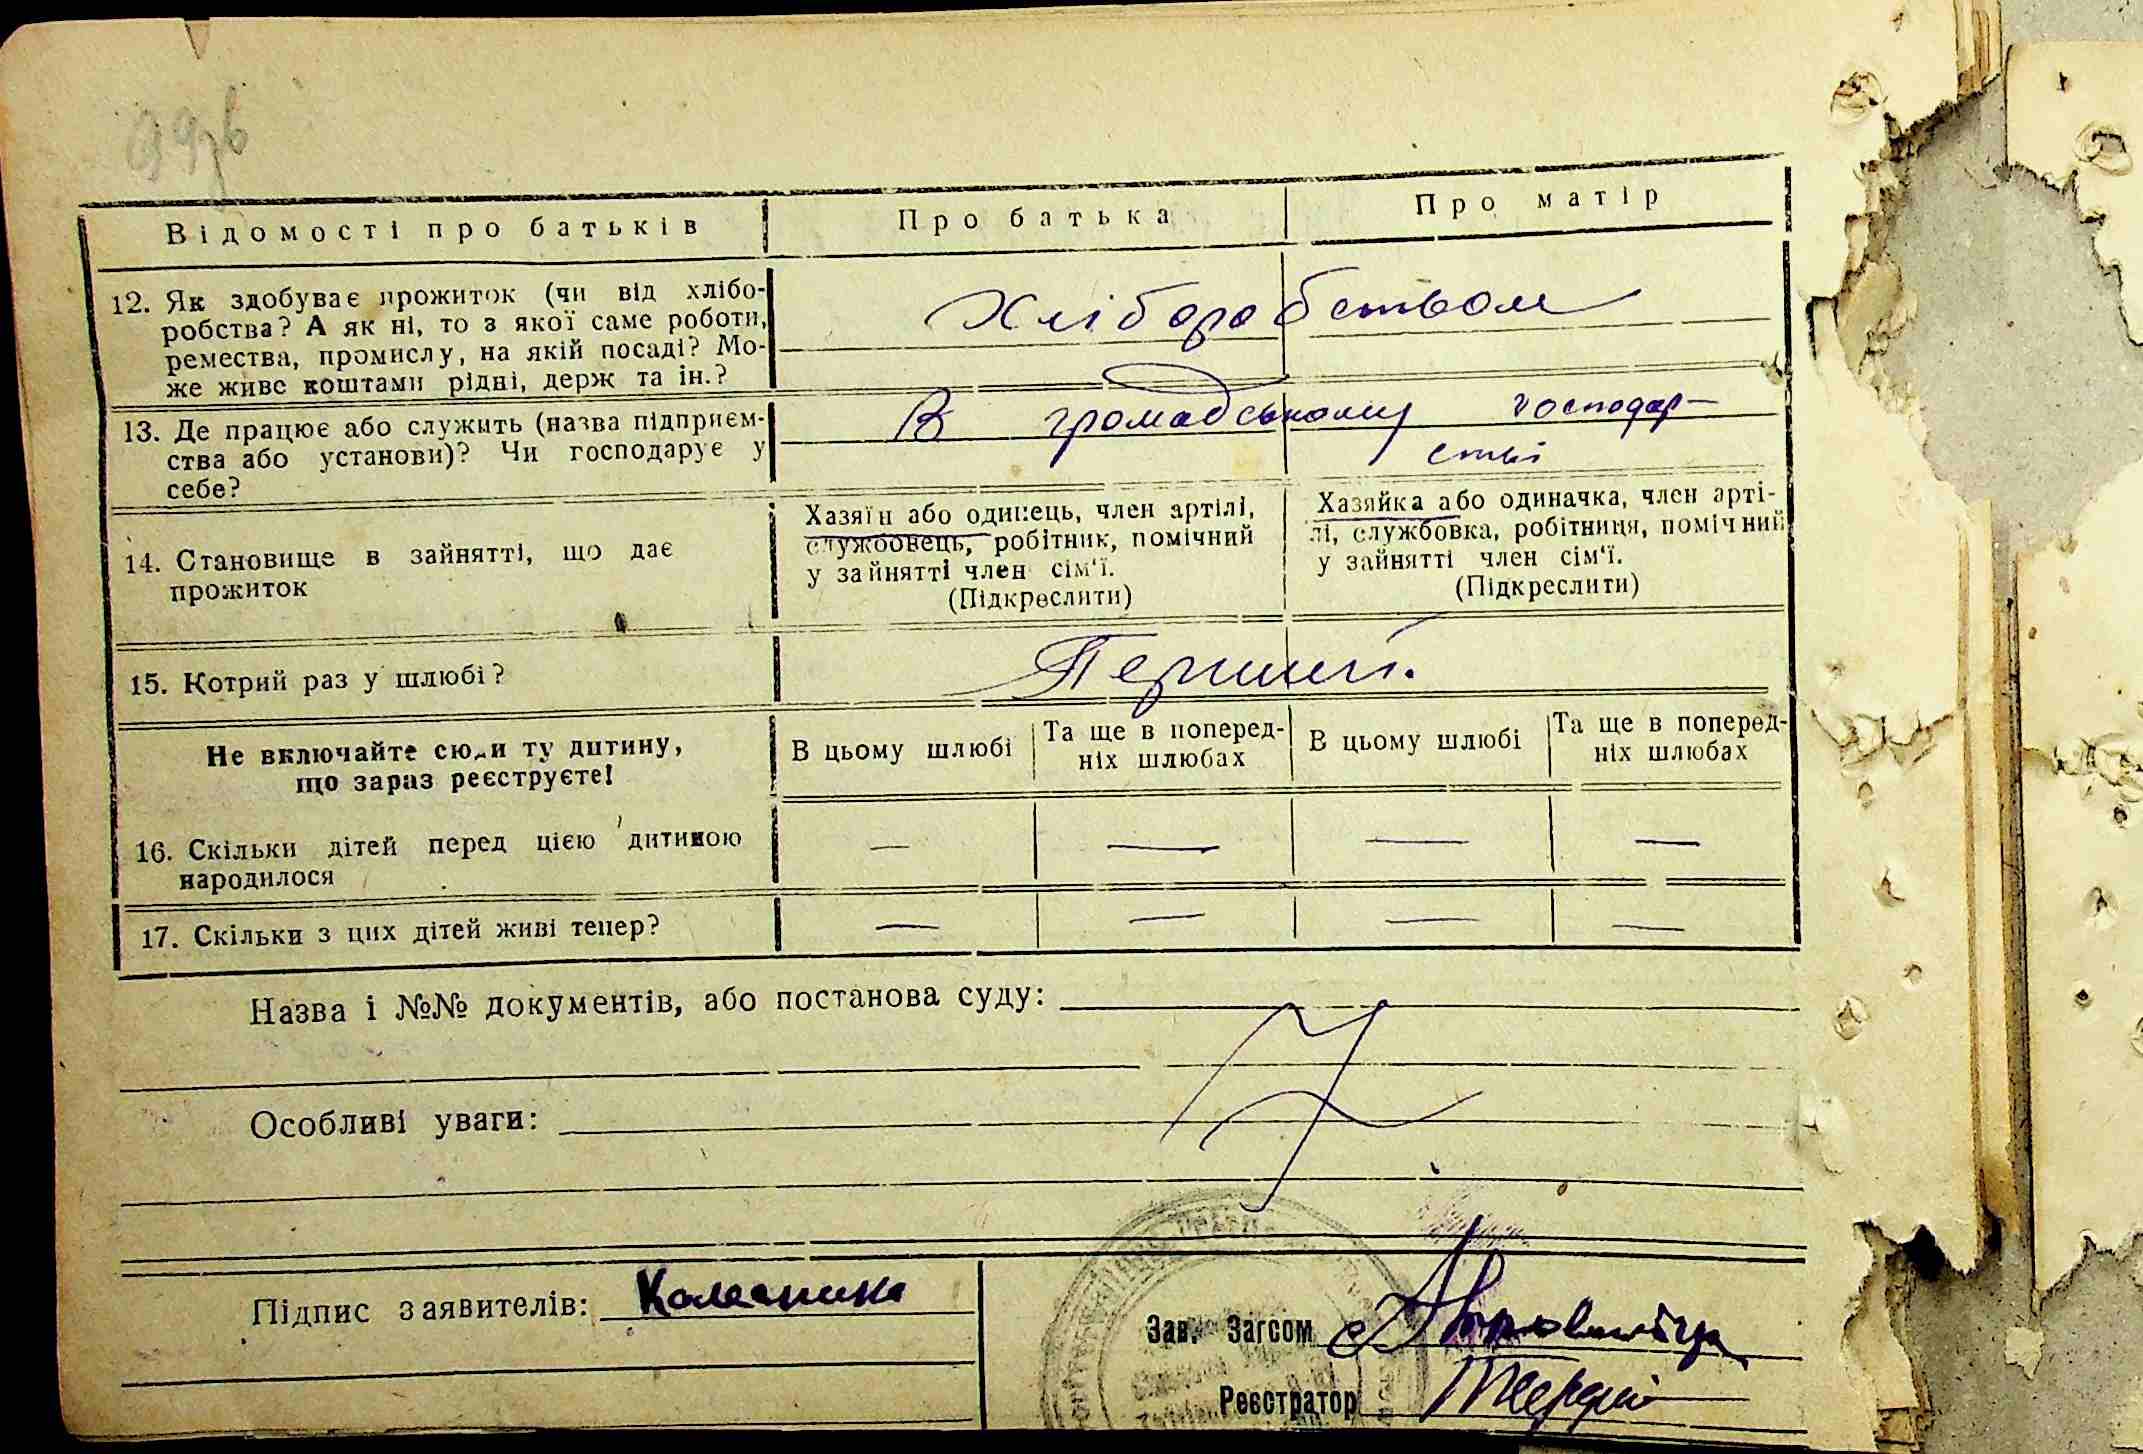 Відомості про батьків
Про батька
Про матір
12. Як здобуває прожиток (чи від хлібо-
робства? А як ні, то з якої саме роботи,
ремества, промислу, на якій посаді? Мо-
же живе коштами рідні, держ та ін.?
Хліборобством
13. Де працює або служить (назва підприєм-
ства або установи)? Чи господарує у
себе?
В громадському господар-
стві
14. Становище в зайнятті, що дає
прожиток
Хазяїн або одинець, член артілі,
службовець, робітник, помічний
у зайнятті член сім'ї.
(Підкреслити)
Хазяйка або одиначка, член арті-
лі, службовка, робітниця, помічний
у зайнятті член сім'ї.
(Підкреслити)
15. Котрий раз у шлюбі?
Перший.
Не включайте сюди ту дитину,
що зараз реєструєте!
В цьому шлюбі
Та ще в поперед-
ніх шлюбах
В цьому шлюбі
Та ще в поперед-
ніх шлюбах
16. Скільки дітей перед цією дитиною
народилося
— — — —
17. Скільки з цих дітей живі тепер?
— — — —
Назва і №№ документів, або постанова суду:
Особливі уваги:
Підпис заявителів:
Зав. Загсом
Реєстратор